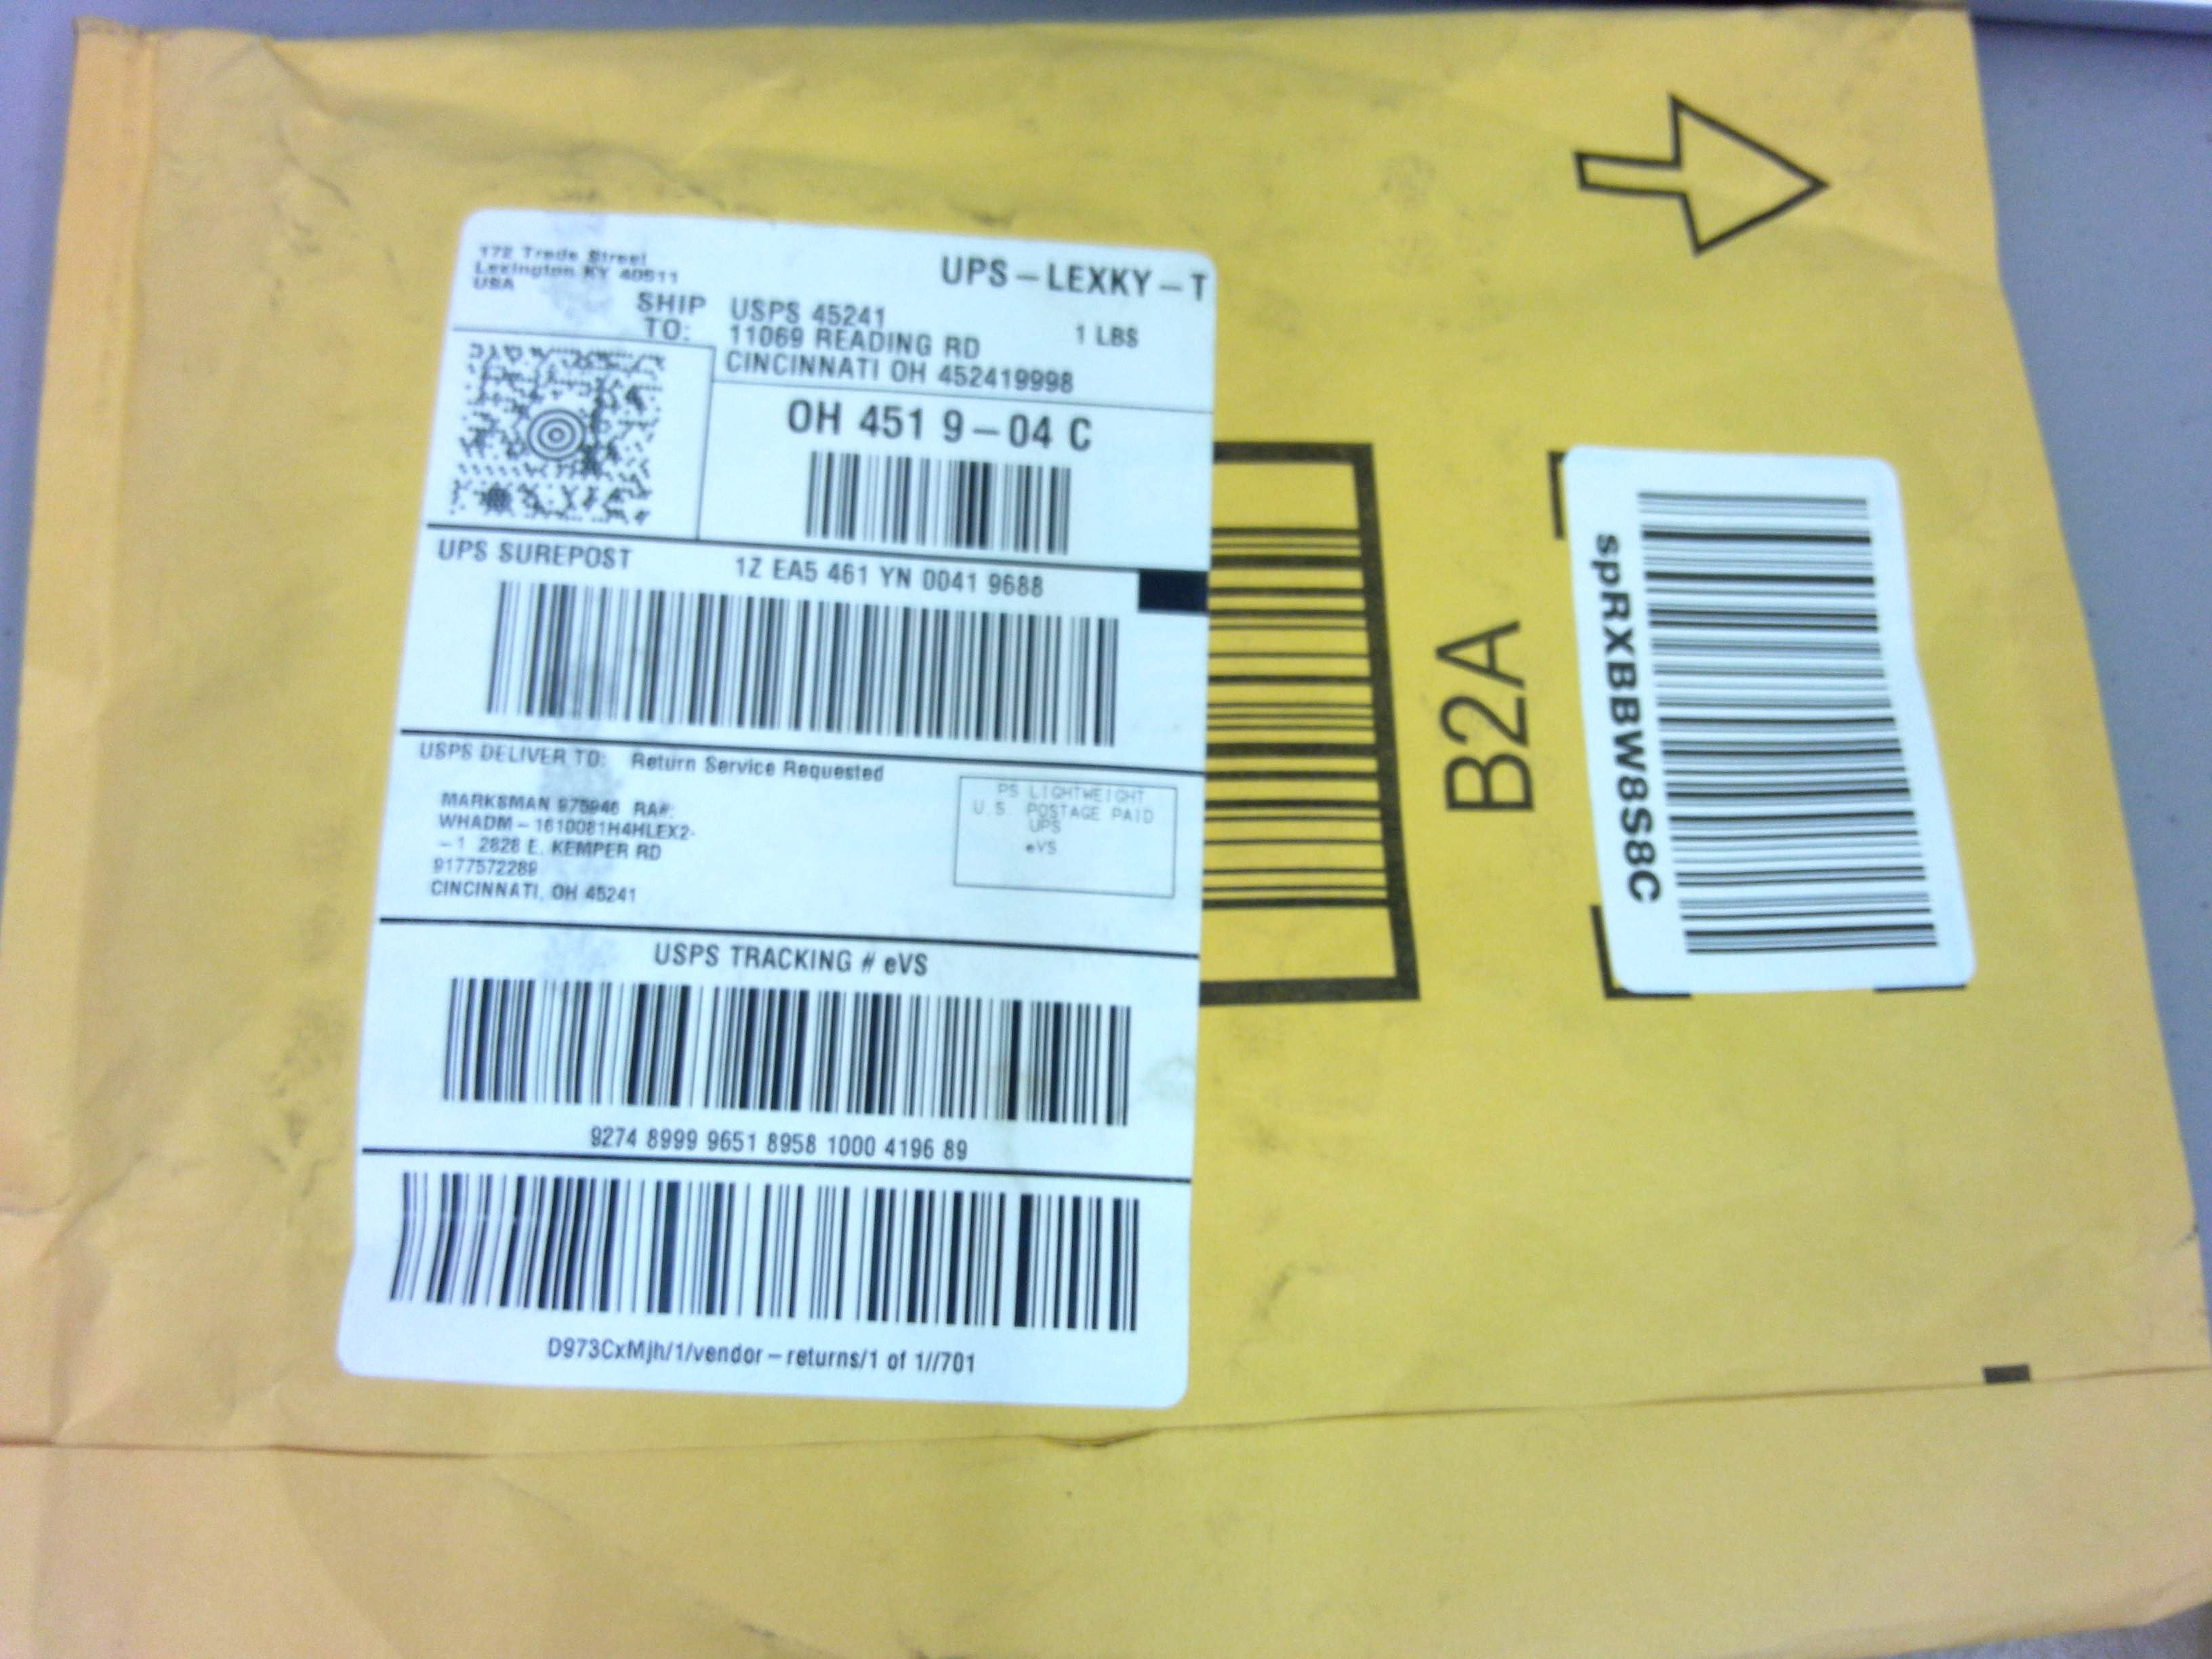 172 Trade Street
Lexington KY 40511
USA
UPS-LEXKY-T
SHIP TO:
USPS 45241
1 LBS
11069 READING RD
CINCINNATI OH 452419998
OH 451 9-04 C
UPS SUREPOST
1Z EA5 461 YN 0041 9688
USPS DELIVER TO: Return Service Requested
MARKSMAN 975946 RA#:
WHADM-1610081H4HLEX2-
-1 2828 E. KEMPER RD
9177572289
CINCINNATI, OH 45241
PS LIGHTWEIGHT
U.S. POSTAGE PAID
UPS
eVS
USPS TRACKING # eVS
9274 8999 9651 8958 1000 4196 89
D973CxMjh/1/vendor-returns/1 of 1//701
B2A
spRXBBW8S8C